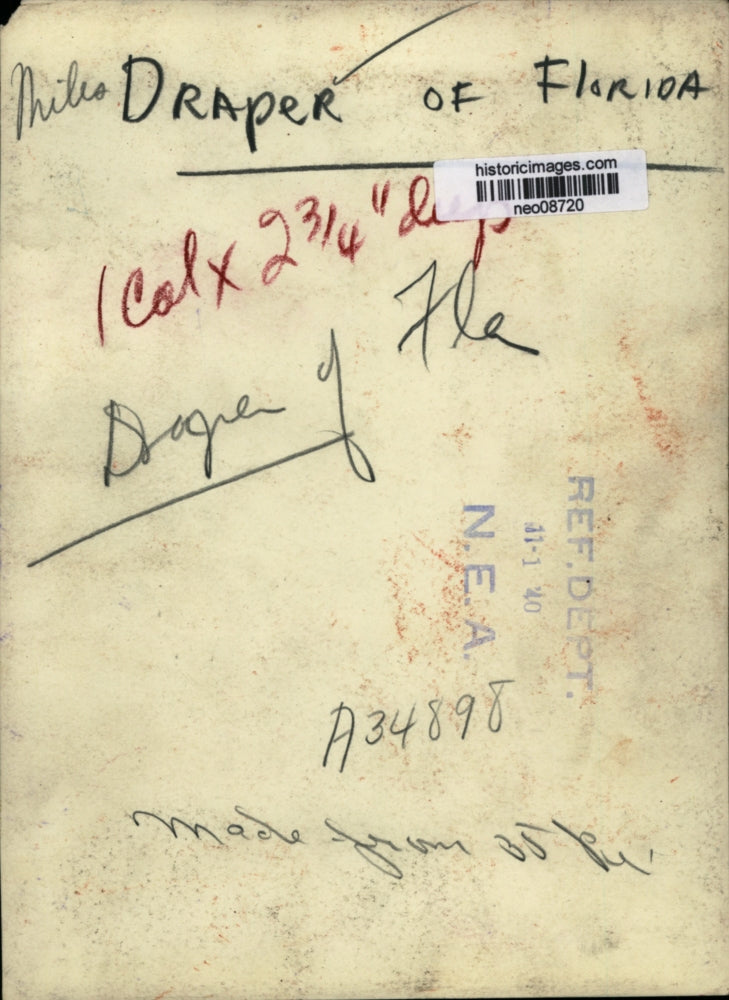 Miles DRAPER OF FLORIDA
historicimages.com
neo08720
1 Col x 2 3/4" deep
Draper of Fla
REF. DEPT.
11-1 40
N.E.A.
A34898
Made from 35